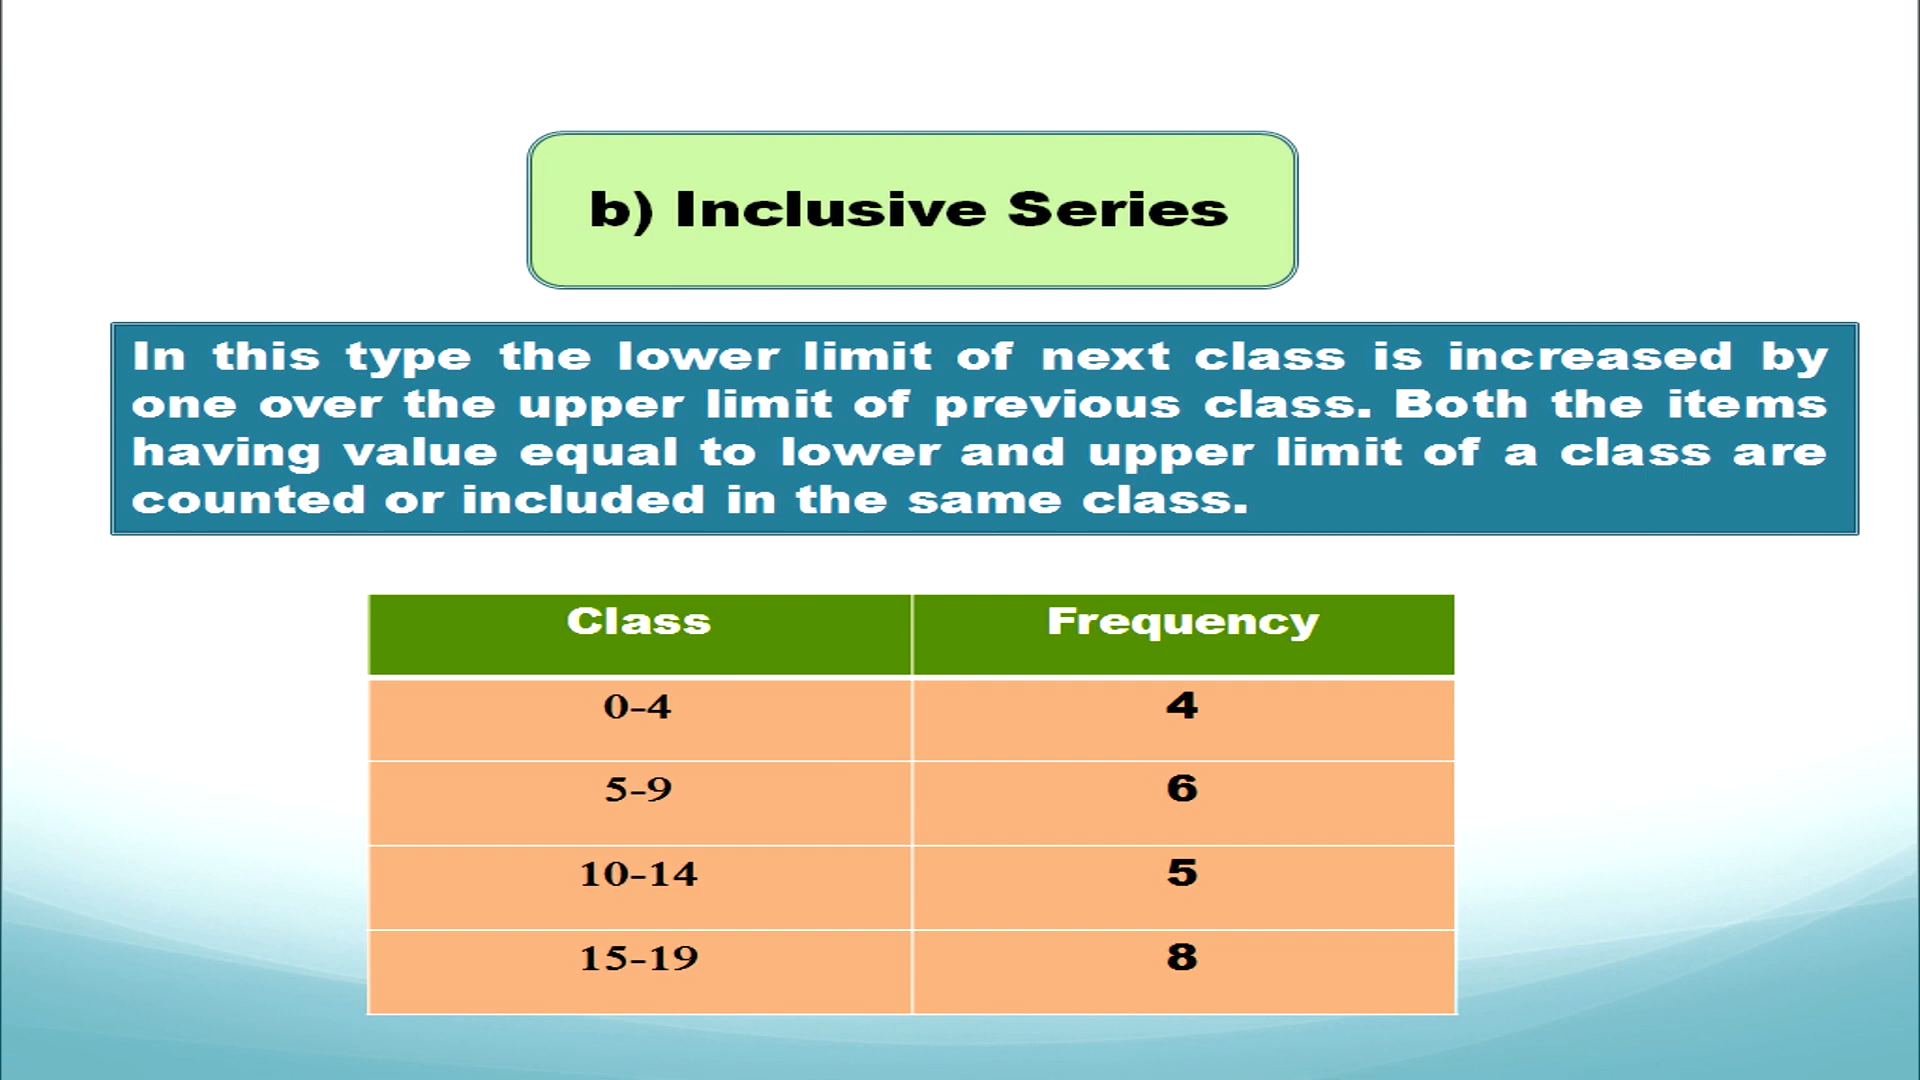 b) Inclusive Series
In this type the lower limit of next class is increased by
one over the upper limit of previous class. Both the items
having value equal to lower and upper limit of a class are
counted or included in the same class.
Class Frequency
0-4 4
5-9 6
10-14 5
15-19 8